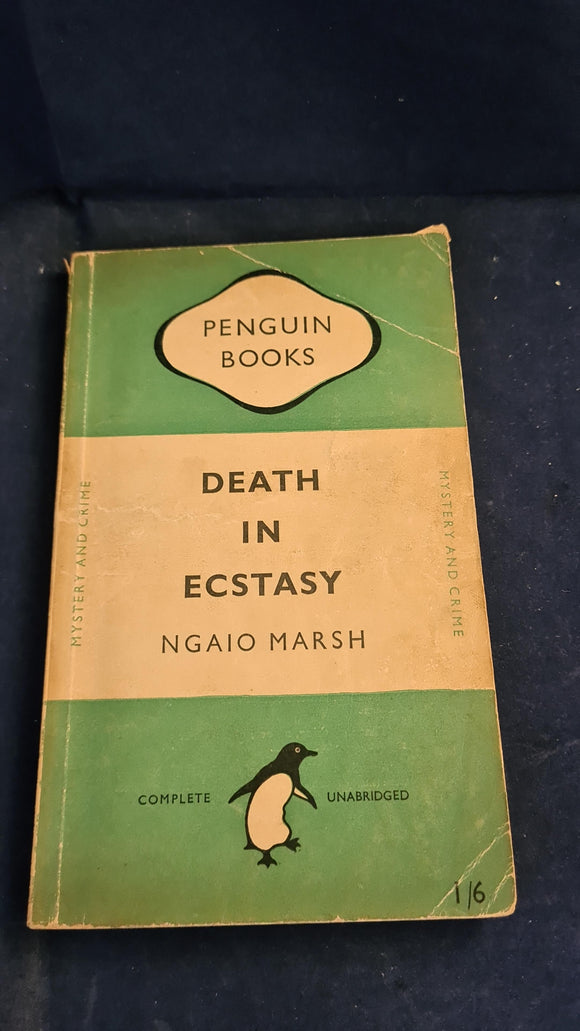 PENGUIN
BOOKS
DEATH
IN
ECSTASY
NGAIO MARSH
MYSTERY AND CRIME
MYSTERY AND CRIME
COMPLETE UNABRIDGED
1/6